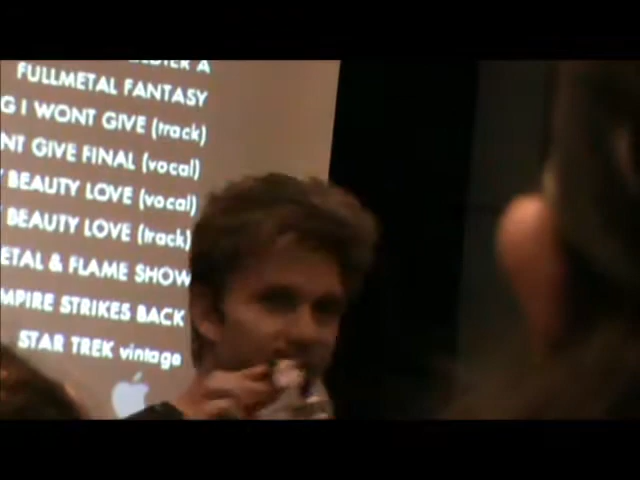 A
FULLMETAL FANTASY
G I WONT GIVE (track)
NT GIVE FINAL (vocal)
BEAUTY LOVE (vocal)
BEAUTY LOVE (track)
ETAL & FLAME SHOW
MPIRE STRIKES BACK
STAR TREK vintage